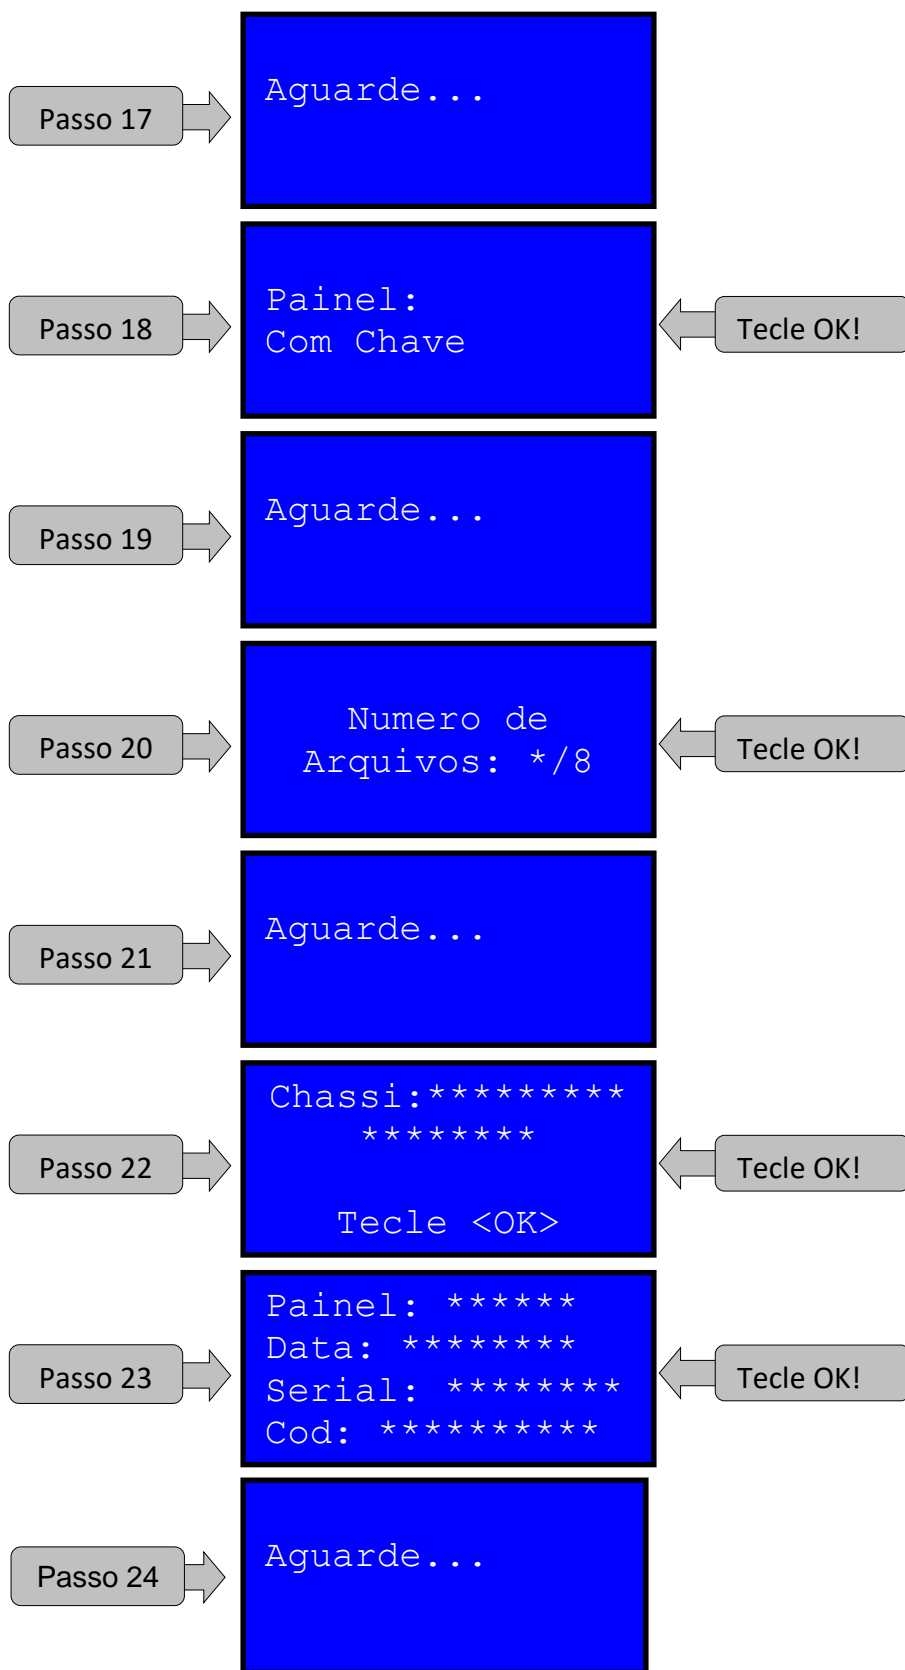 Passo 17
Aguarde...
Passo 18
Painel:
Com Chave
Tecle OK!
Passo 19
Aguarde...
Passo 20
Numero de
Arquivos: */8
Tecle OK!
Passo 21
Aguarde...
Passo 22
Chassi:*********
********
Tecle <OK>
Tecle OK!
Passo 23
Painel: ******
Data: ********
Serial: ********
Cod: **********
Tecle OK!
Passo 24
Aguarde...